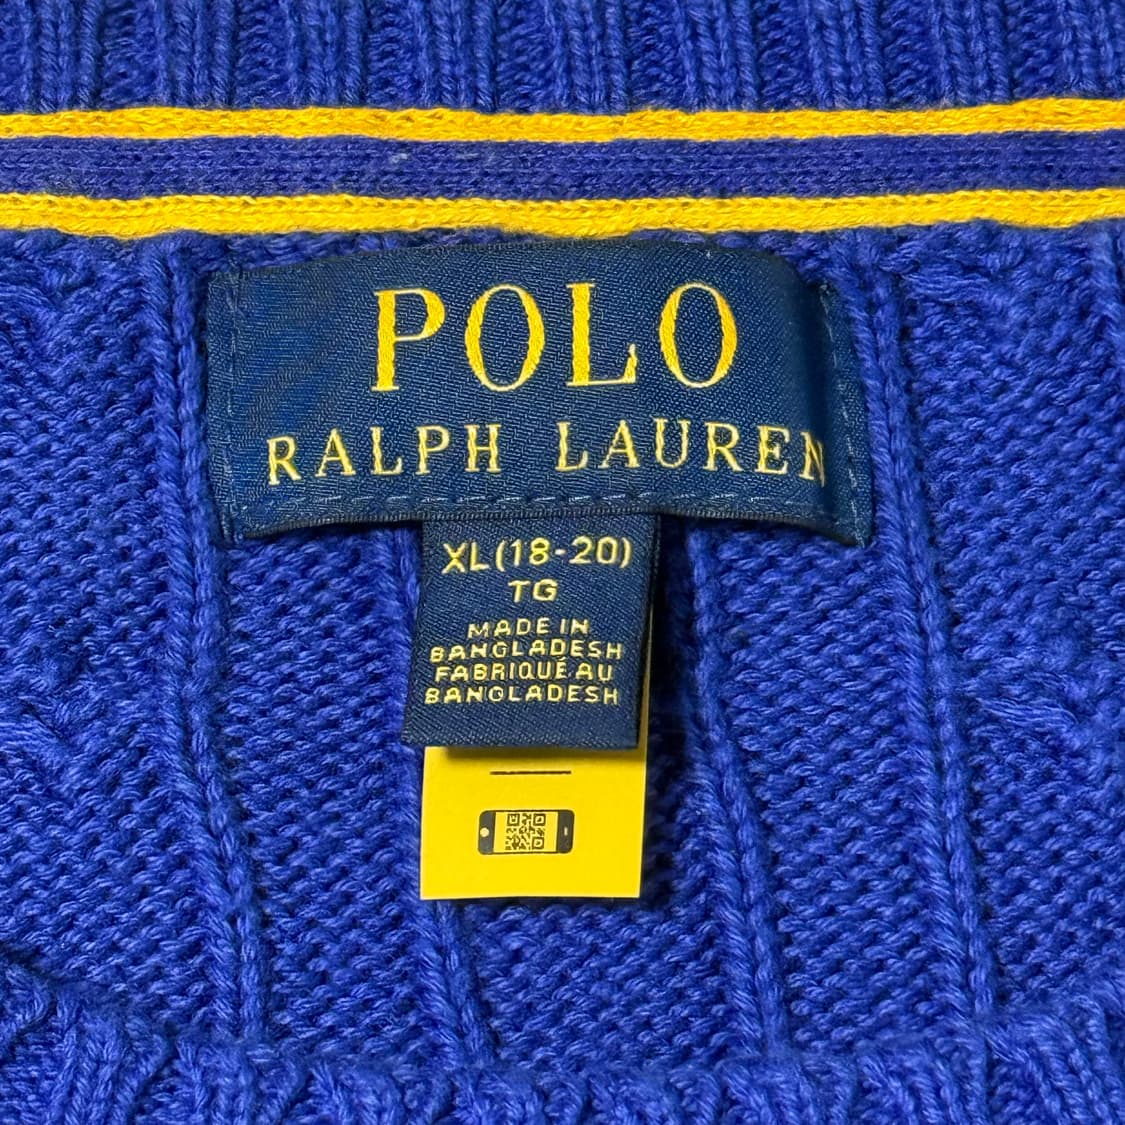 POLO
RALPH LAUREN
XL (18-20)
TG
MADE IN
BANGLADESH
FABRIQUÉ AU
BANGLADESH